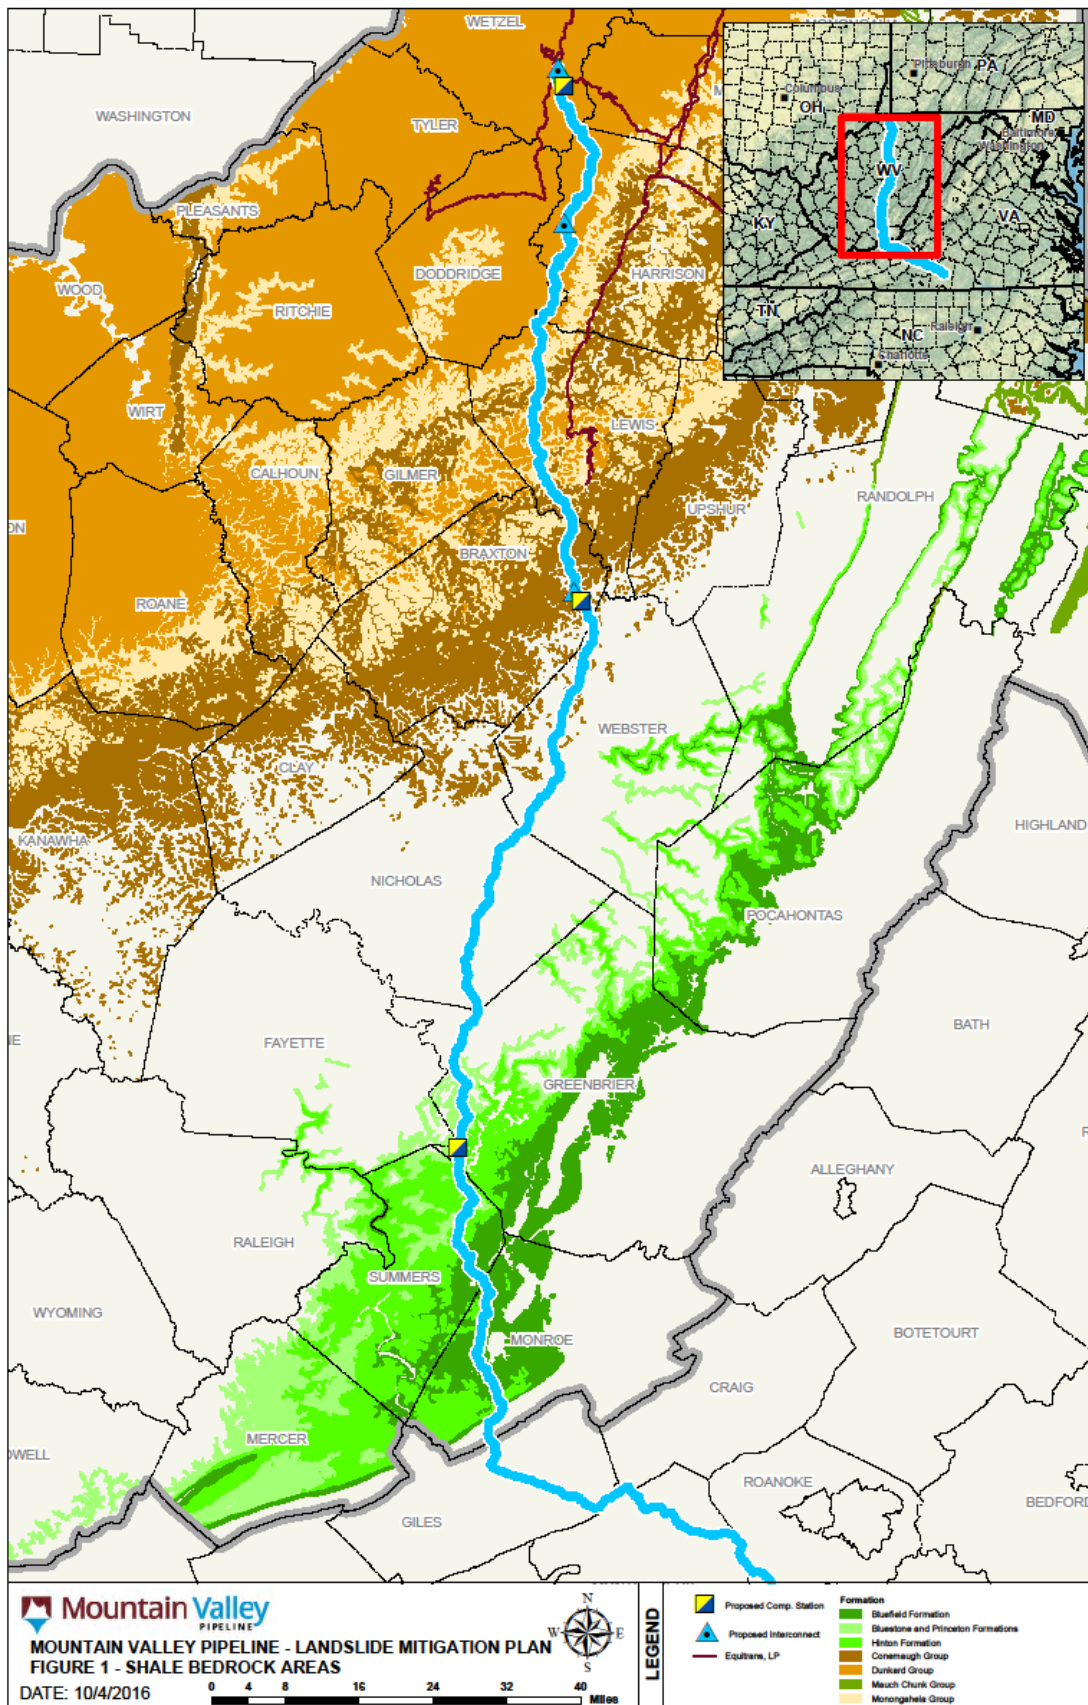 WETZEL
MONONGALIA
WASHINGTON
TYLER
PLEASANTS
WOOD
DODDRIDGE
HARRISON
RITCHIE
WIRT
LEWIS
CALHOUN
GILMER
RANDOLPH
UPSHUR
BRAXTON
ROANE
WEBSTER
CLAY
HIGHLAND
KANAWHA
NICHOLAS
POCAHONTAS
BATH
FAYETTE
GREENBRIER
ALLEGHANY
RALEIGH
SUMMERS
WYOMING
MONROE
BOTETOURT
CRAIG
MERCER
ROANOKE
BEDFORD
GILES
Pittsburgh
PA
Columbus
OH
MD
Baltimore
Washington
WV
KY
VA
TN
NC
Raleigh
Charlotte
Mountain Valley
PIPELINE
MOUNTAIN VALLEY PIPELINE - LANDSLIDE MITIGATION PLAN
FIGURE 1 - SHALE BEDROCK AREAS
DATE: 10/4/2016
0 4 8 16 24 32 40
Miles
N
W E
S
LEGEND
Proposed Comp. Station
Proposed Interconnect
Equitrans, LP
Formation
Bluefield Formation
Bluestone and Princeton Formations
Hinton Formation
Conemaugh Group
Dunkard Group
Mauch Chunk Group
Monongahela Group